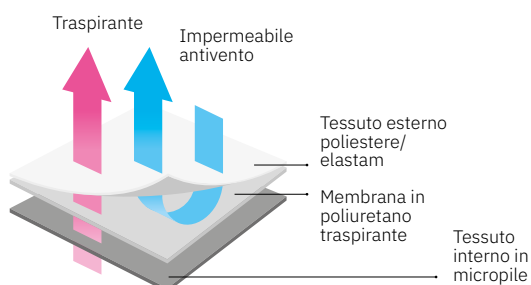 Traspirante
Impermeabile
antivento
Tessuto esterno
poliestere/
elastam
Membrana in
poliuretano
traspirante
Tessuto
interno in
micropile